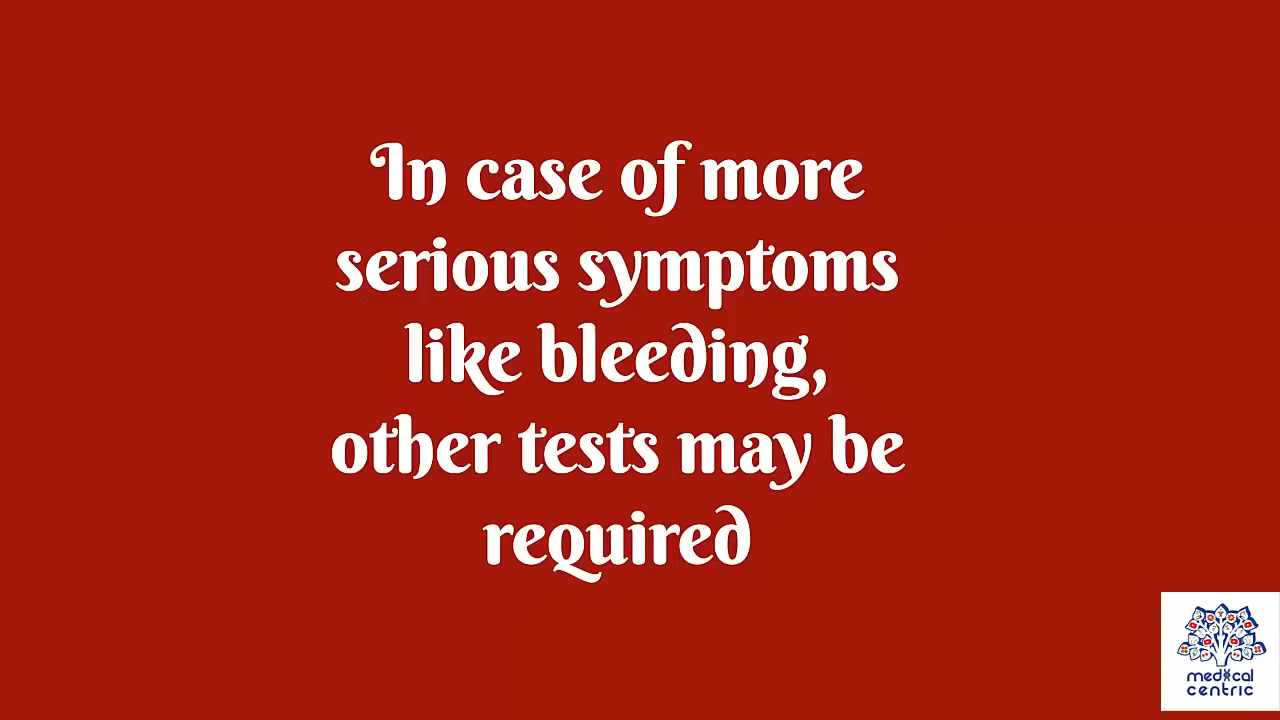 In case of more
serious symptoms
like bleeding,
other tests may be
required
medical
centric